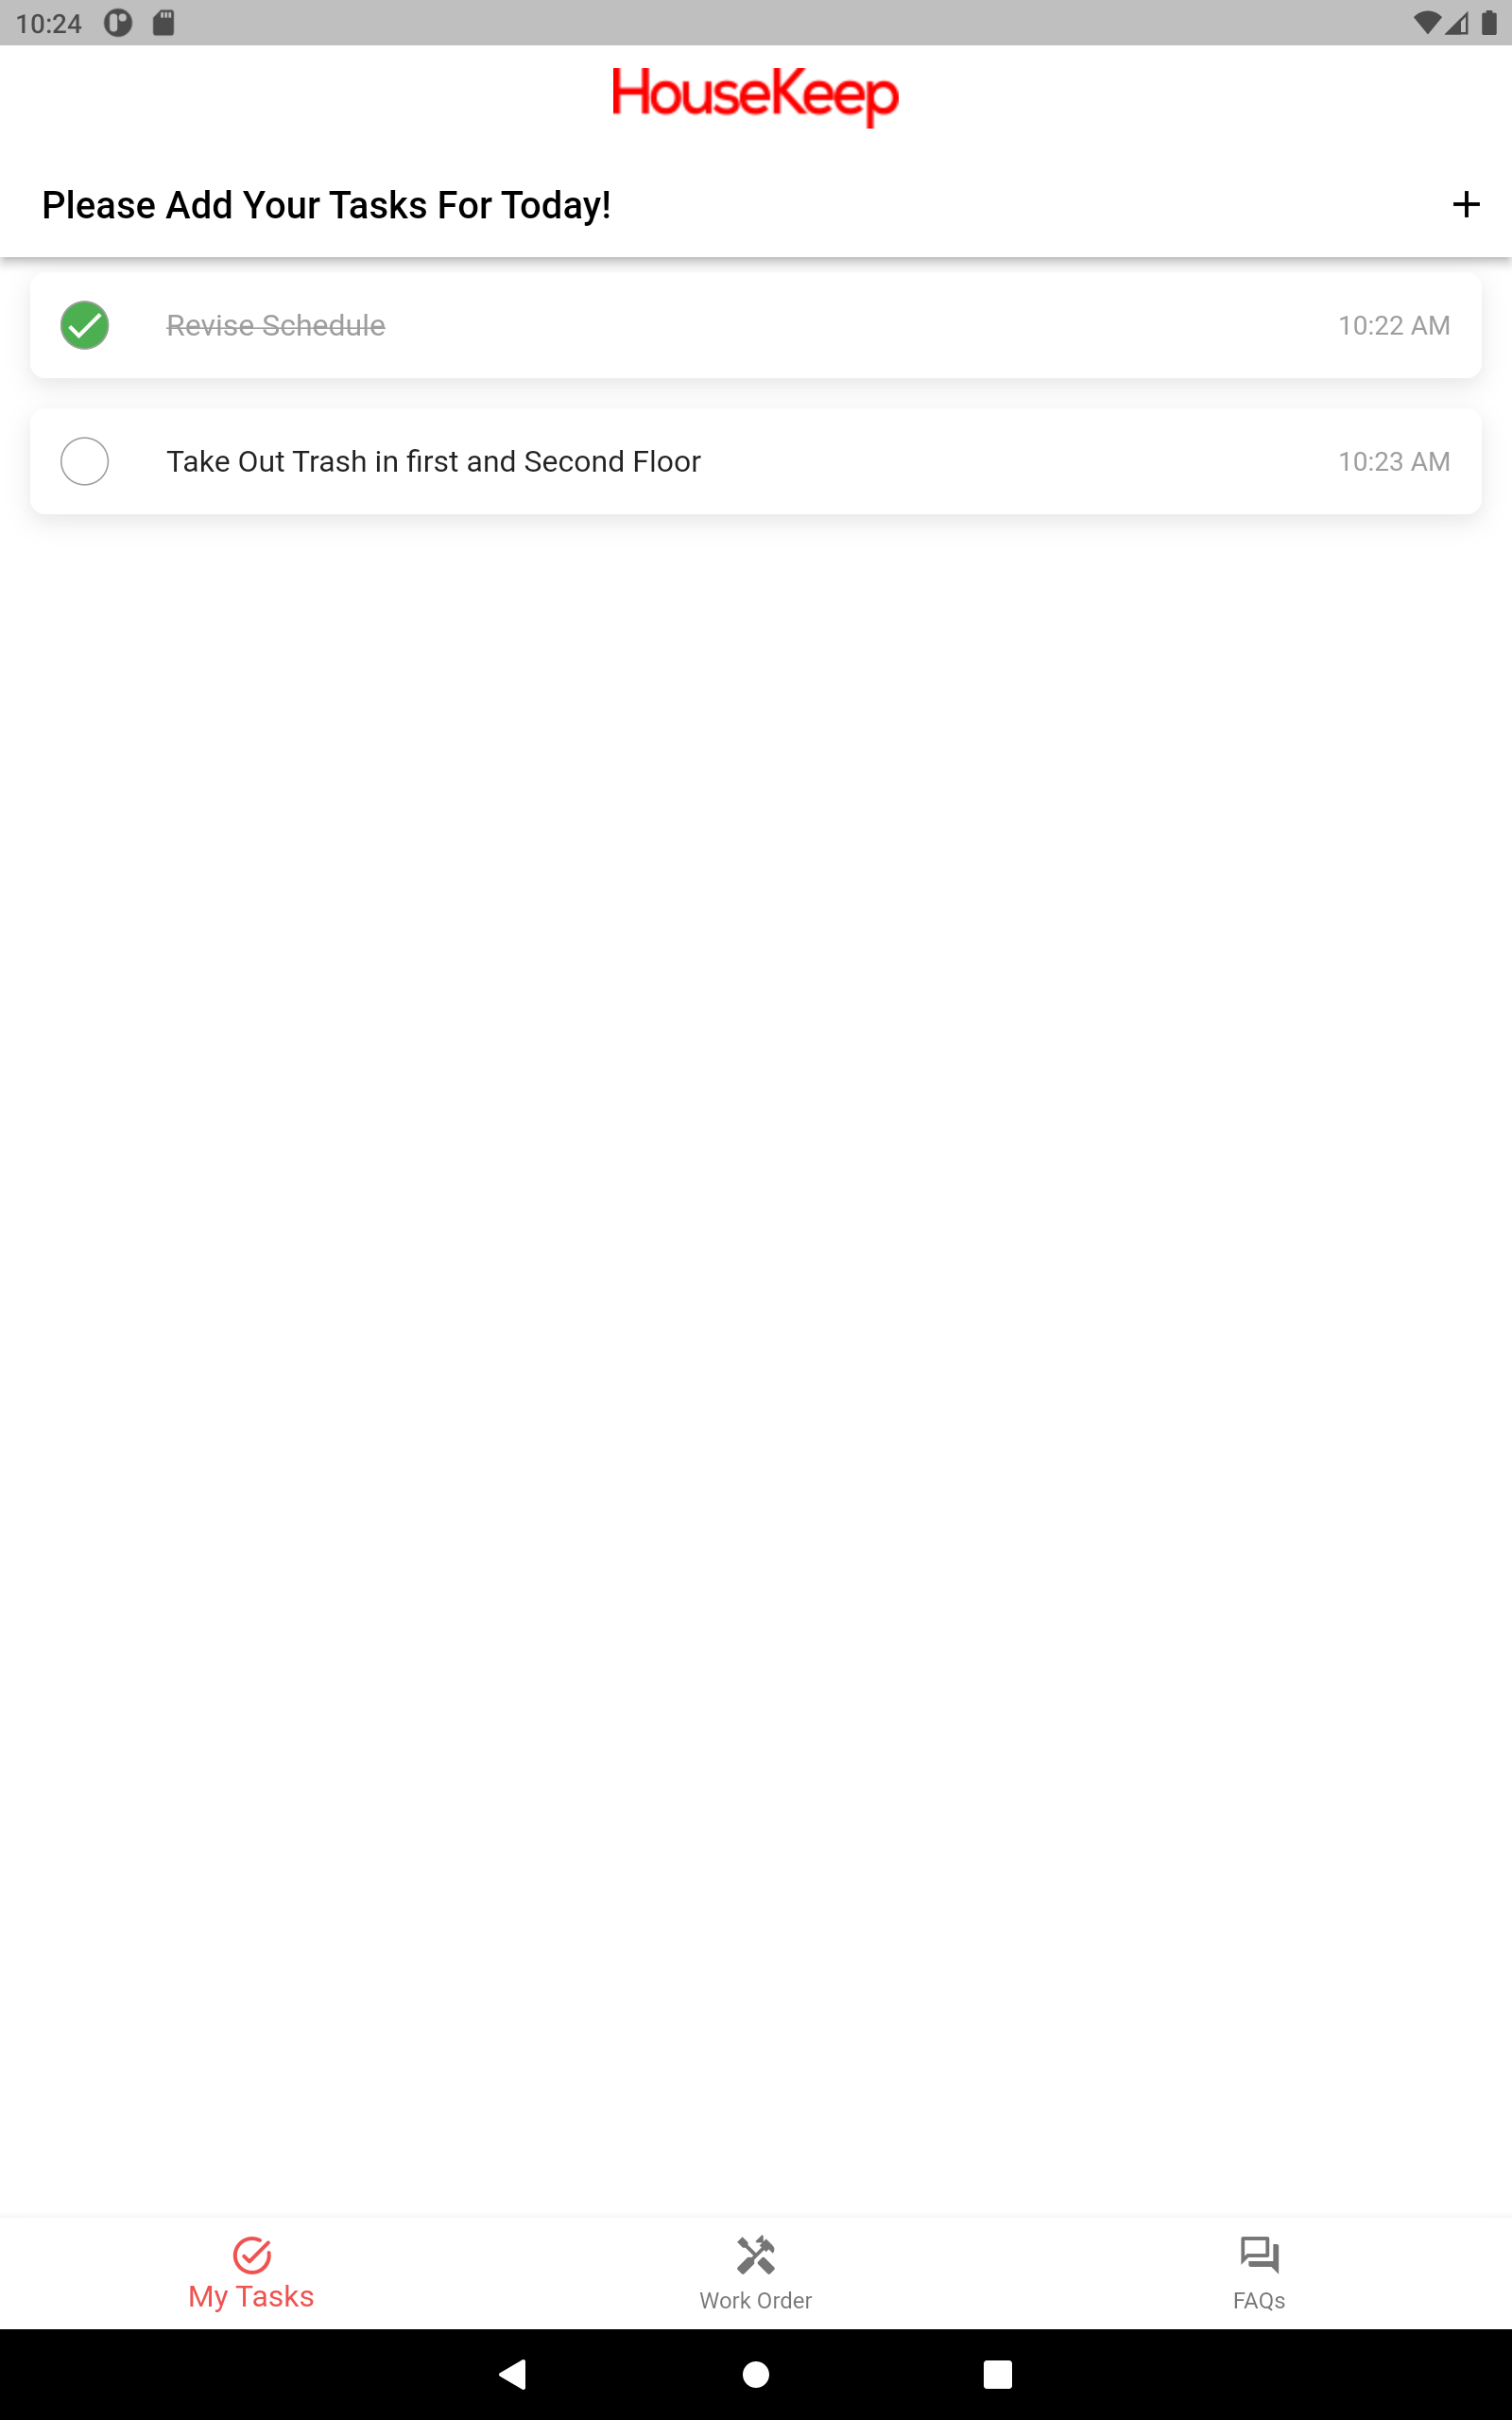 10:24
HouseKeep
Please Add Your Tasks For Today!
Revise Schedule
10:22 AM
Take Out Trash in first and Second Floor
10:23 AM
My Tasks
Work Order
FAQs